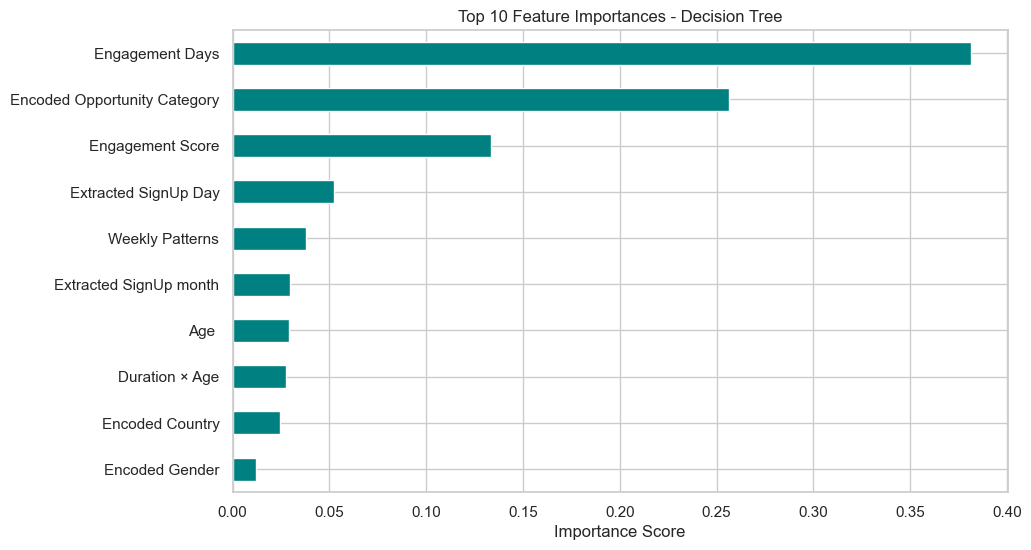 Top 10 Feature Importances - Decision Tree
Engagement Days
Encoded Opportunity Category
Engagement Score
Extracted SignUp Day
Weekly Patterns
Extracted SignUp month
Age
Duration × Age
Encoded Country
Encoded Gender
0.00 0.05 0.10 0.15 0.20 0.25 0.30 0.35 0.40
Importance Score